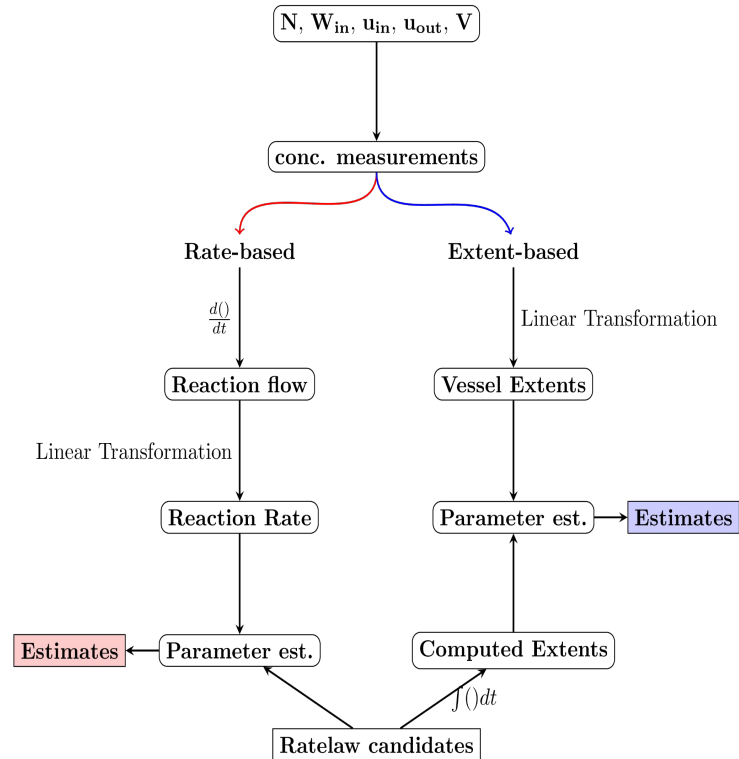 N, W_in, u_in, u_out, V
conc. measurements
Rate-based
Extent-based
d()/dt
Linear Transformation
Reaction flow
Vessel Extents
Linear Transformation
Reaction Rate
Parameter est.
Estimates
Estimates
Parameter est.
Computed Extents
∫()dt
Ratelaw candidates